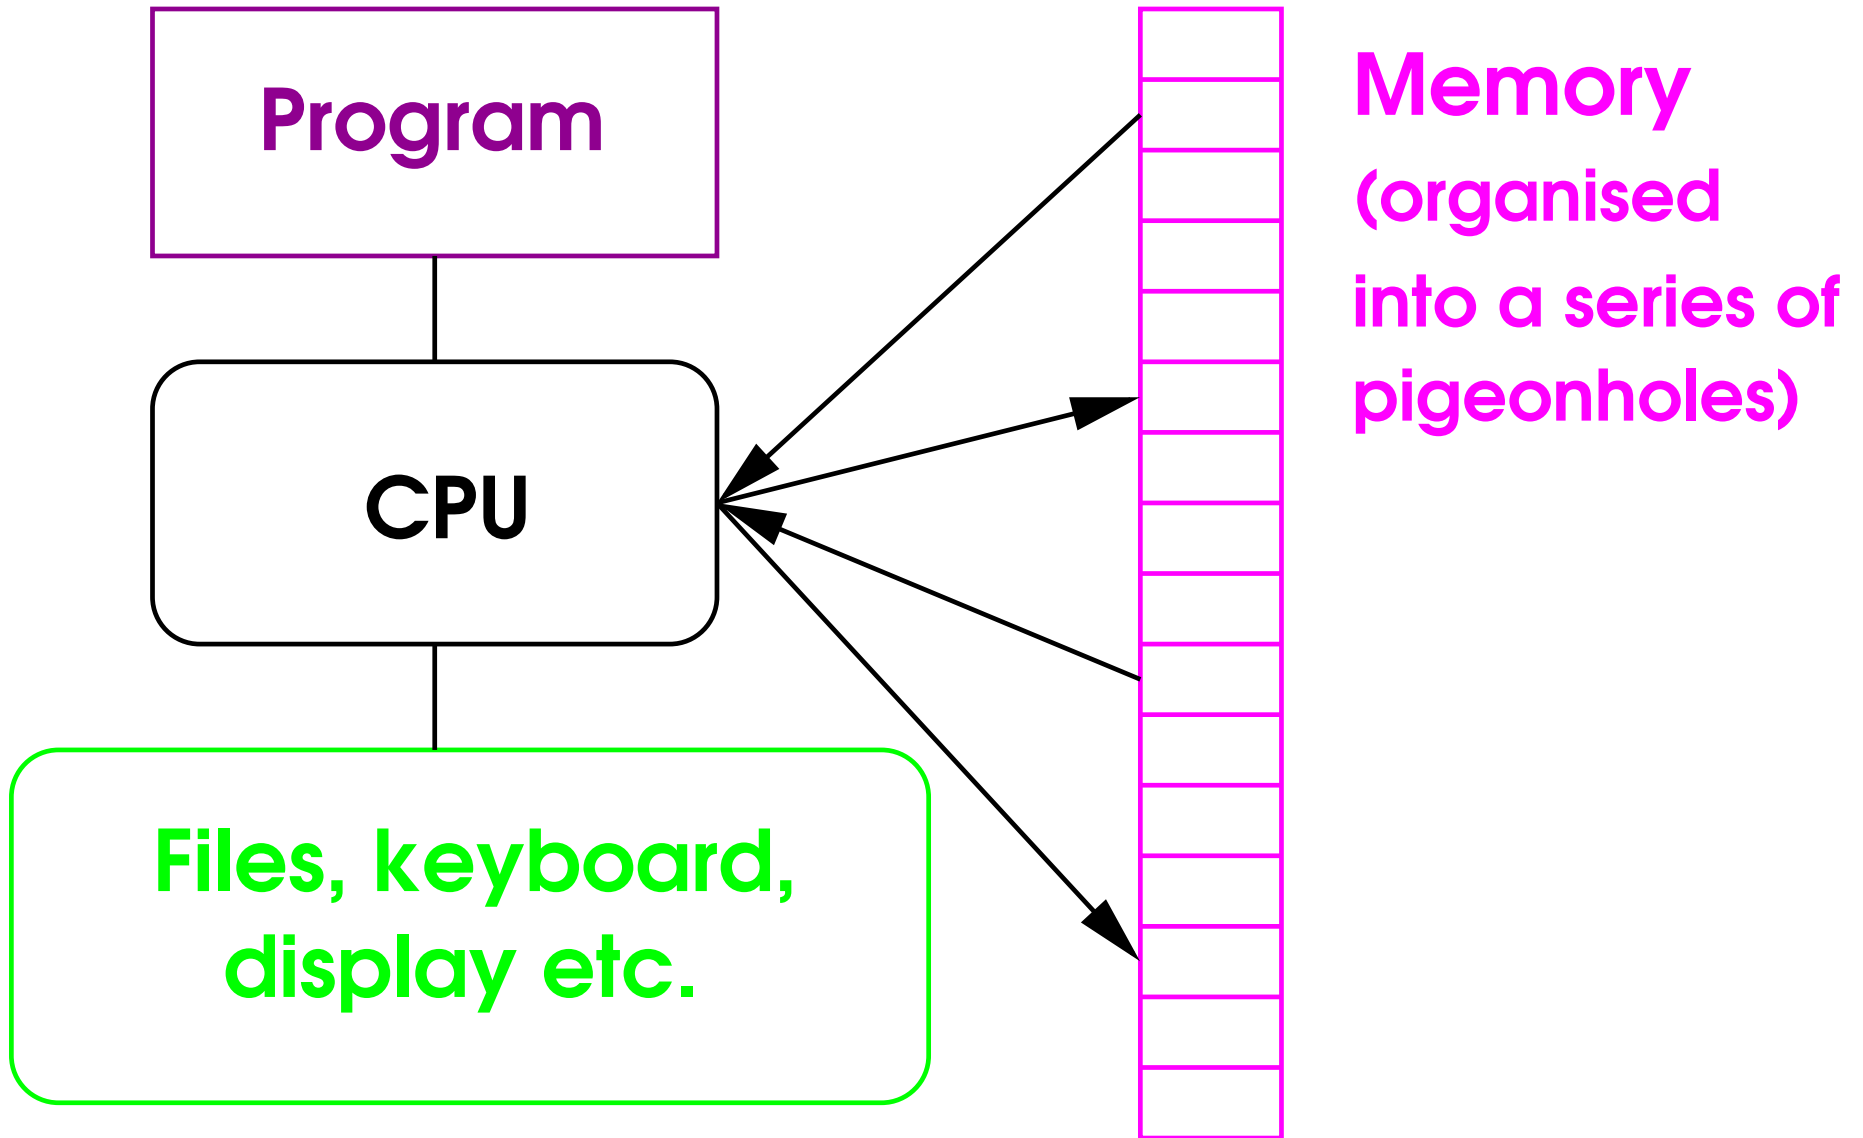 Program
CPU
Files, keyboard,
display etc.
Memory
(organised
into a series of
pigeonholes)